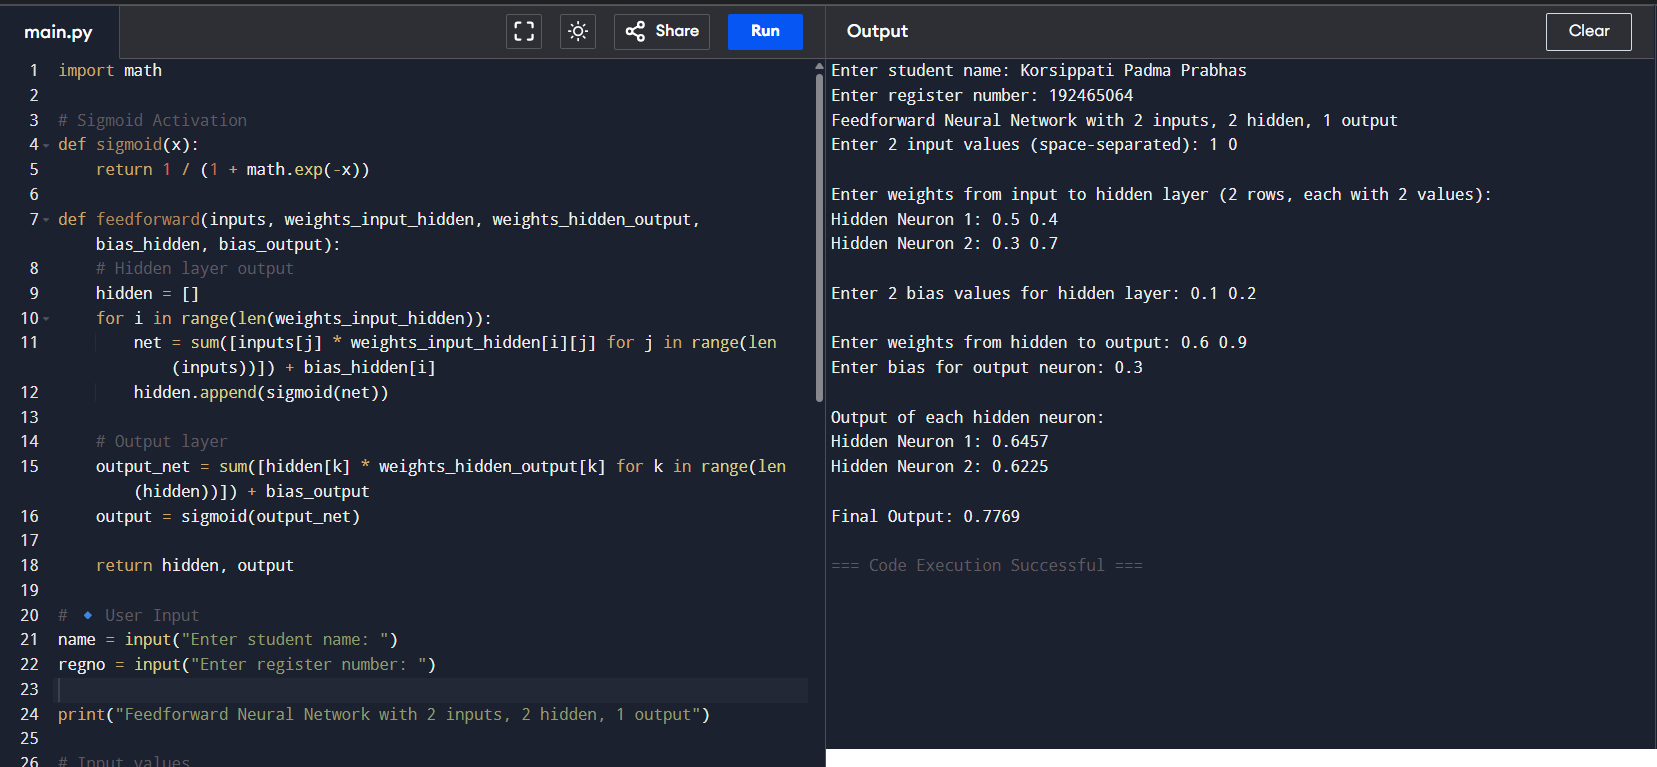 main.py
Share
Run
1 import math
2
3 # Sigmoid Activation
4 def sigmoid(x):
5     return 1 / (1 + math.exp(-x))
6
7 def feedforward(inputs, weights_input_hidden, weights_hidden_output,
    bias_hidden, bias_output):
8     # Hidden layer output
9     hidden = []
10     for i in range(len(weights_input_hidden)):
11         net = sum([inputs[j] * weights_input_hidden[i][j] for j in range(len
            (inputs))]) + bias_hidden[i]
12         hidden.append(sigmoid(net))
13
14     # Output layer
15     output_net = sum([hidden[k] * weights_hidden_output[k] for k in range(len
        (hidden))]) + bias_output
16     output = sigmoid(output_net)
17
18     return hidden, output
19
20 # 🔹 User Input
21 name = input("Enter student name: ")
22 regno = input("Enter register number: ")
23
24 print("Feedforward Neural Network with 2 inputs, 2 hidden, 1 output")
25
26 # Input values
Output
Clear
Enter student name: Korsippati Padma Prabhas
Enter register number: 192465064
Feedforward Neural Network with 2 inputs, 2 hidden, 1 output
Enter 2 input values (space-separated): 1 0
Enter weights from input to hidden layer (2 rows, each with 2 values):
Hidden Neuron 1: 0.5 0.4
Hidden Neuron 2: 0.3 0.7
Enter 2 bias values for hidden layer: 0.1 0.2
Enter weights from hidden to output: 0.6 0.9
Enter bias for output neuron: 0.3
Output of each hidden neuron:
Hidden Neuron 1: 0.6457
Hidden Neuron 2: 0.6225
Final Output: 0.7769
=== Code Execution Successful ===